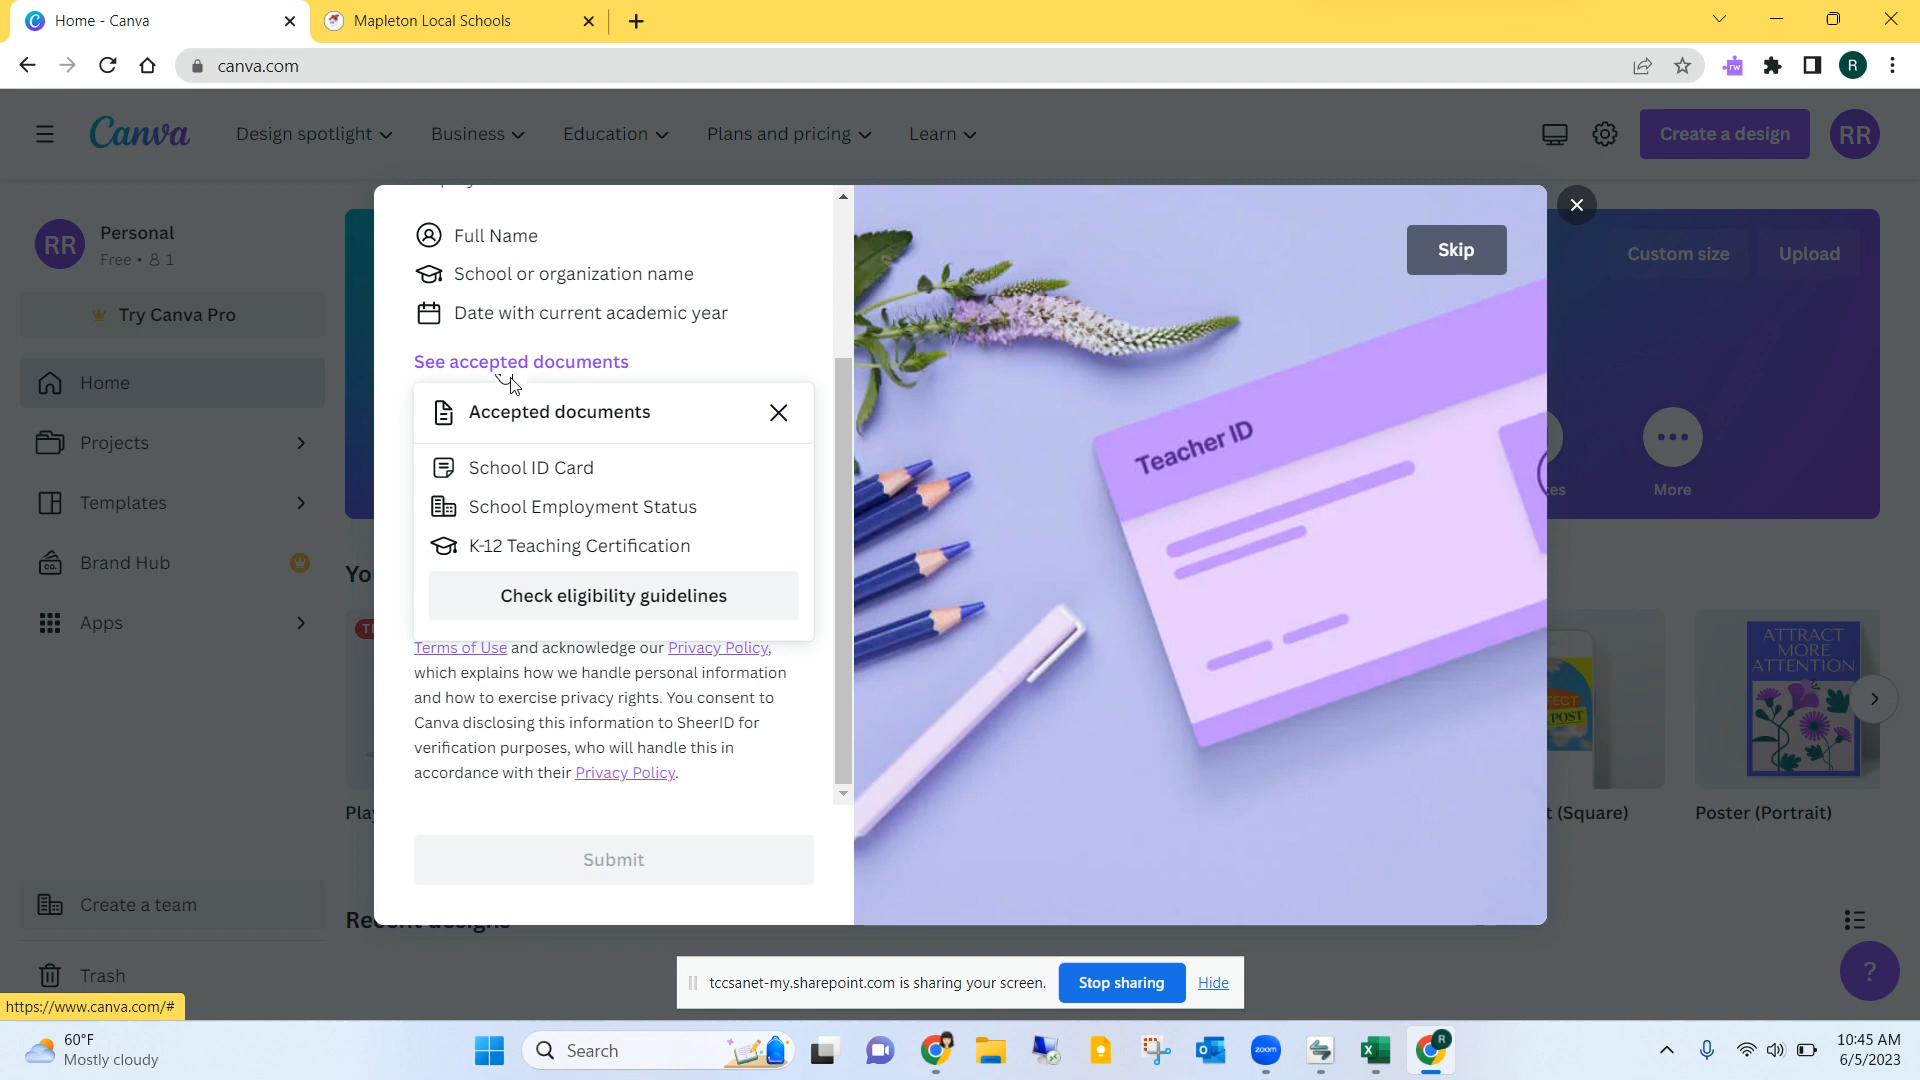 Home - Canva
Mapleton Local Schools
canva.com
rw
R
Canva
Design spotlight
Business
Education
Plans and pricing
Learn
Create a design
RR
RR
Personal
Free • 1
Try Canva Pro
Home
Projects
Templates
Brand Hub
Apps
Create a team
Trash
Full Name
School or organization name
Date with current academic year
See accepted documents
Accepted documents
School ID Card
School Employment Status
K-12 Teaching Certification
Check eligibility guidelines
Terms of Use and acknowledge our Privacy Policy,
which explains how we handle personal information
and how to exercise privacy rights. You consent to
Canva disclosing this information to SheerID for
verification purposes, who will handle this in
accordance with their Privacy Policy.
Submit
Teacher ID
Skip
Custom size
Upload
More
ATTRACT
MORE
ATTENTION
POST
t (Square)
Poster (Portrait)
Recent designs
?
tccsanet-my.sharepoint.com is sharing your screen.
Stop sharing
Hide
https://www.canva.com/#
60°F
Mostly cloudy
Search
zoom
R
10:45 AM
6/5/2023